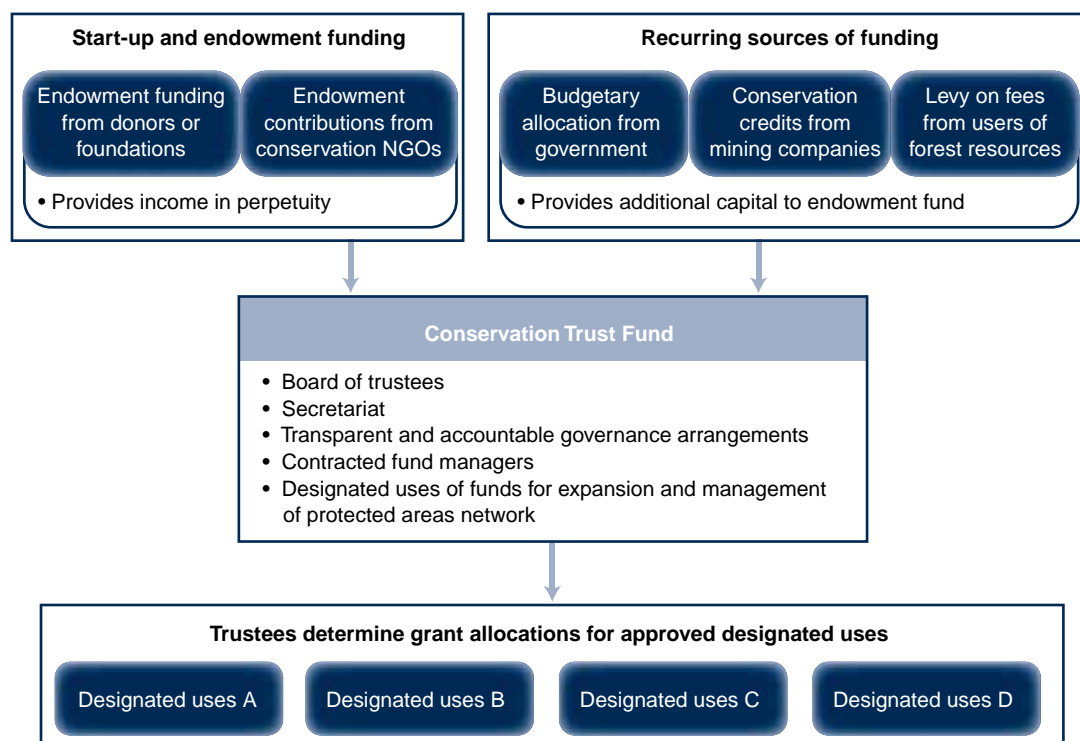 Start-up and endowment funding
Endowment funding
from donors or
foundations
Endowment
contributions from
conservation NGOs
• Provides income in perpetuity
Recurring sources of funding
Budgetary
allocation from
government
Conservation
credits from
mining companies
Levy on fees
from users of
forest resources
• Provides additional capital to endowment fund
Conservation Trust Fund
• Board of trustees
• Secretariat
• Transparent and accountable governance arrangements
• Contracted fund managers
• Designated uses of funds for expansion and management
of protected areas network
Trustees determine grant allocations for approved designated uses
Designated uses A
Designated uses B
Designated uses C
Designated uses D